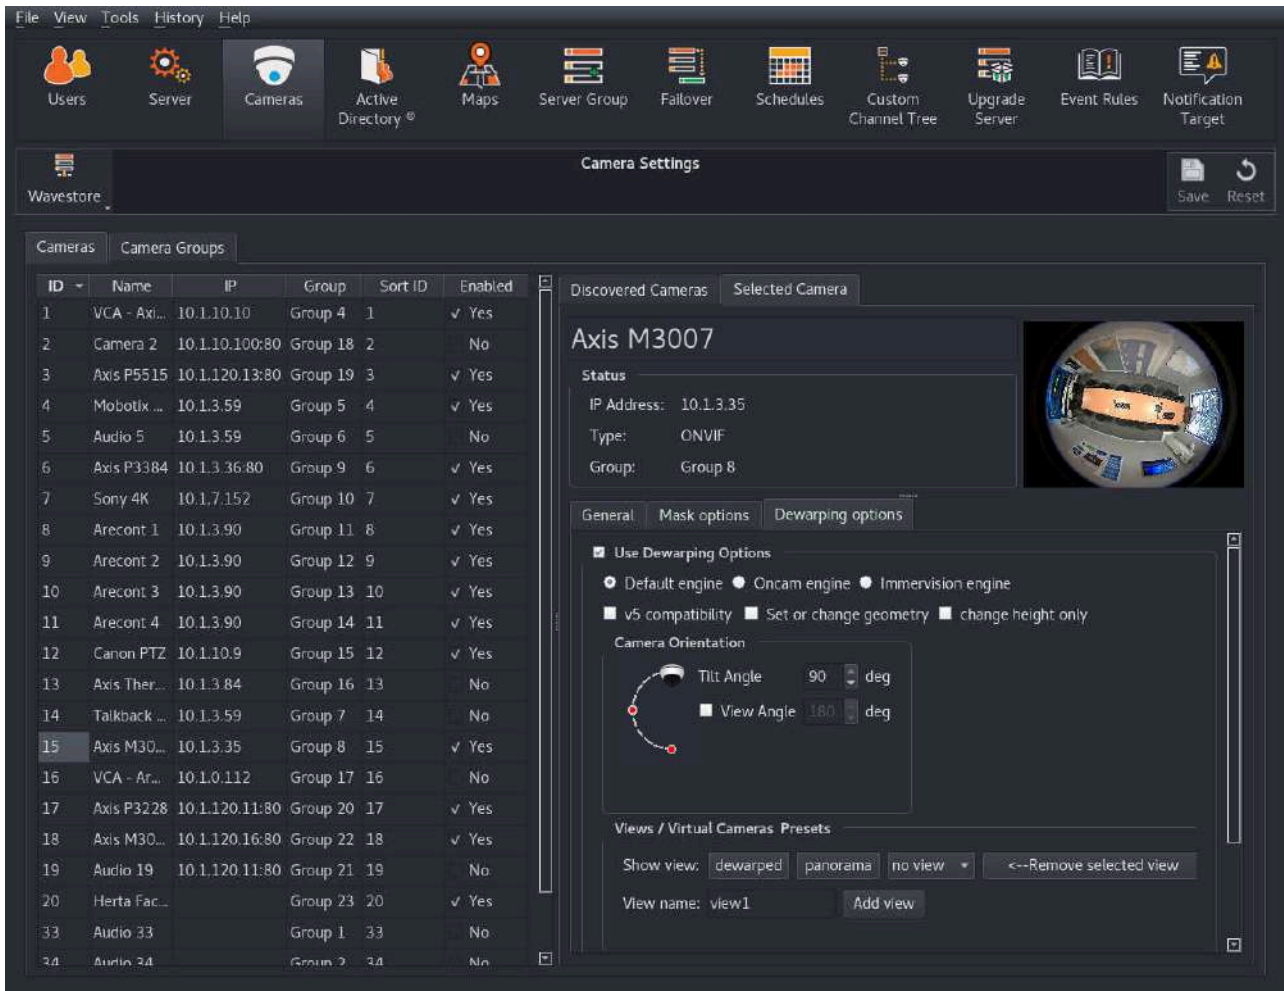 File View Tools History Help
Users Server Cameras Active Directory ® Maps Server Group Failover Schedules Custom Channel Tree Upgrade Server Event Rules Notification Target
Camera Settings
Wavestore Save Reset
Cameras Camera Groups
ID Name IP Group Sort ID Enabled
1 VCA - Axi... 10.1.10.10 Group 4 1 Yes
2 Camera 2 10.1.10.100:80 Group 18 2 No
3 Axis P5515 10.1.120.13:80 Group 19 3 Yes
4 Mobotix ... 10.1.3.59 Group 5 4 Yes
5 Audio 5 10.1.3.59 Group 6 5 No
6 Axis P3384 10.1.3.36:80 Group 9 6 Yes
7 Sony 4K 10.1.7.152 Group 10 7 Yes
8 Arecont 1 10.1.3.90 Group 11 8 Yes
9 Arecont 2 10.1.3.90 Group 12 9 Yes
10 Arecont 3 10.1.3.90 Group 13 10 Yes
11 Arecont 4 10.1.3.90 Group 14 11 Yes
12 Canon PTZ 10.1.10.9 Group 15 12 Yes
13 Axis Ther... 10.1.3.84 Group 16 13 No
14 Talkback ... 10.1.3.59 Group 7 14 No
15 Axis M30... 10.1.3.35 Group 8 15 Yes
16 VCA - Ar... 10.1.0.112 Group 17 16 No
17 Axis P3228 10.1.120.11:80 Group 20 17 Yes
18 Axis M30... 10.1.120.16:80 Group 22 18 Yes
19 Audio 19 10.1.120.11:80 Group 21 19 No
20 Herta Fac... Group 23 20 Yes
33 Audio 33 Group 1 33 No
34 Audio 34 Group 2 34 No
Discovered Cameras Selected Camera
Axis M3007
Status
IP Address: 10.1.3.35
Type: ONVIF
Group: Group 8
General Mask options Dewarping options
Use Dewarping Options
Default engine Oncam engine Immervision engine
v5 compatibility Set or change geometry change height only
Camera Orientation
Tilt Angle 90 deg
View Angle 180 deg
Views / Virtual Cameras Presets
Show view: dewarped panorama no view <--Remove selected view
View name: view1 Add view